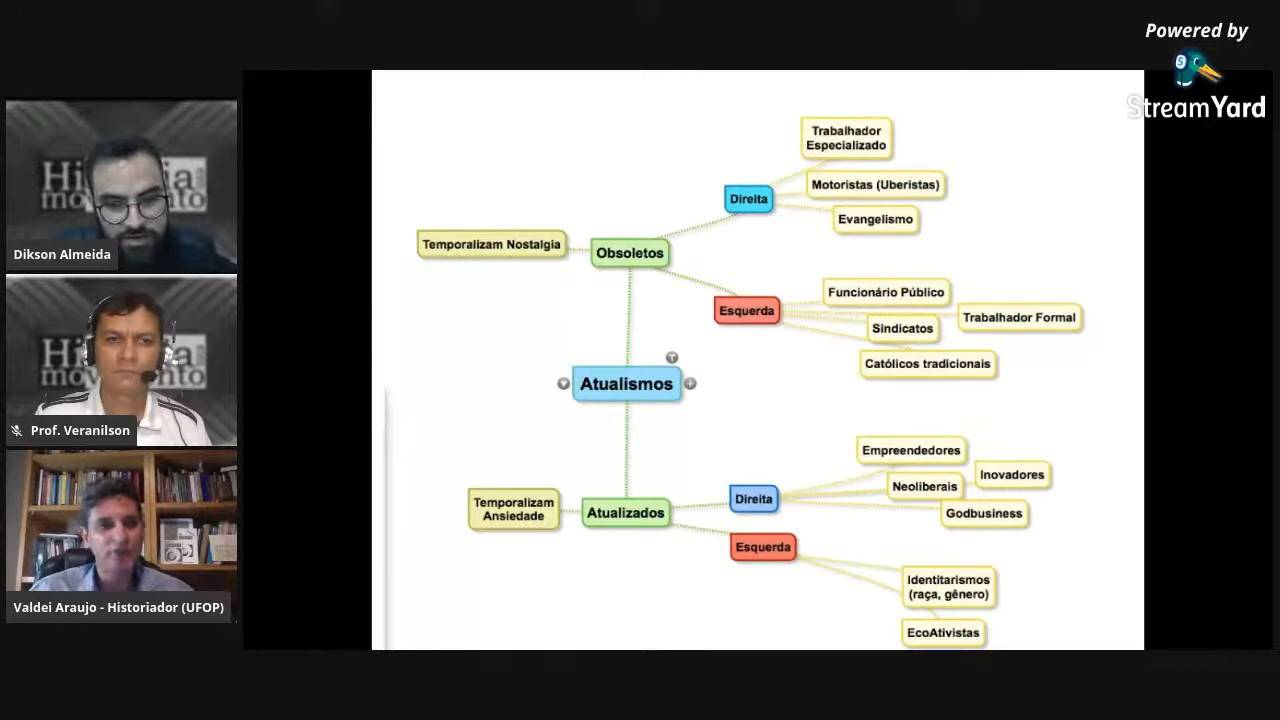 Powered by
StreamYard
Dikson Almeida
Prof. Veranilson
Valdei Araujo - Historiador (UFOP)
Trabalhador
Especializado
Motoristas (Uberistas)
Direita
Evangelismo
Temporalizam Nostalgia
Obsoletos
Funcionário Público
Esquerda
Trabalhador Formal
Sindicatos
Católicos tradicionais
Atualismos
Empreendedores
Inovadores
Neoliberais
Direita
Godbusiness
Temporalizam
Ansiedade
Atualizados
Esquerda
Identitarismos
(raça, gênero)
EcoAtivistas